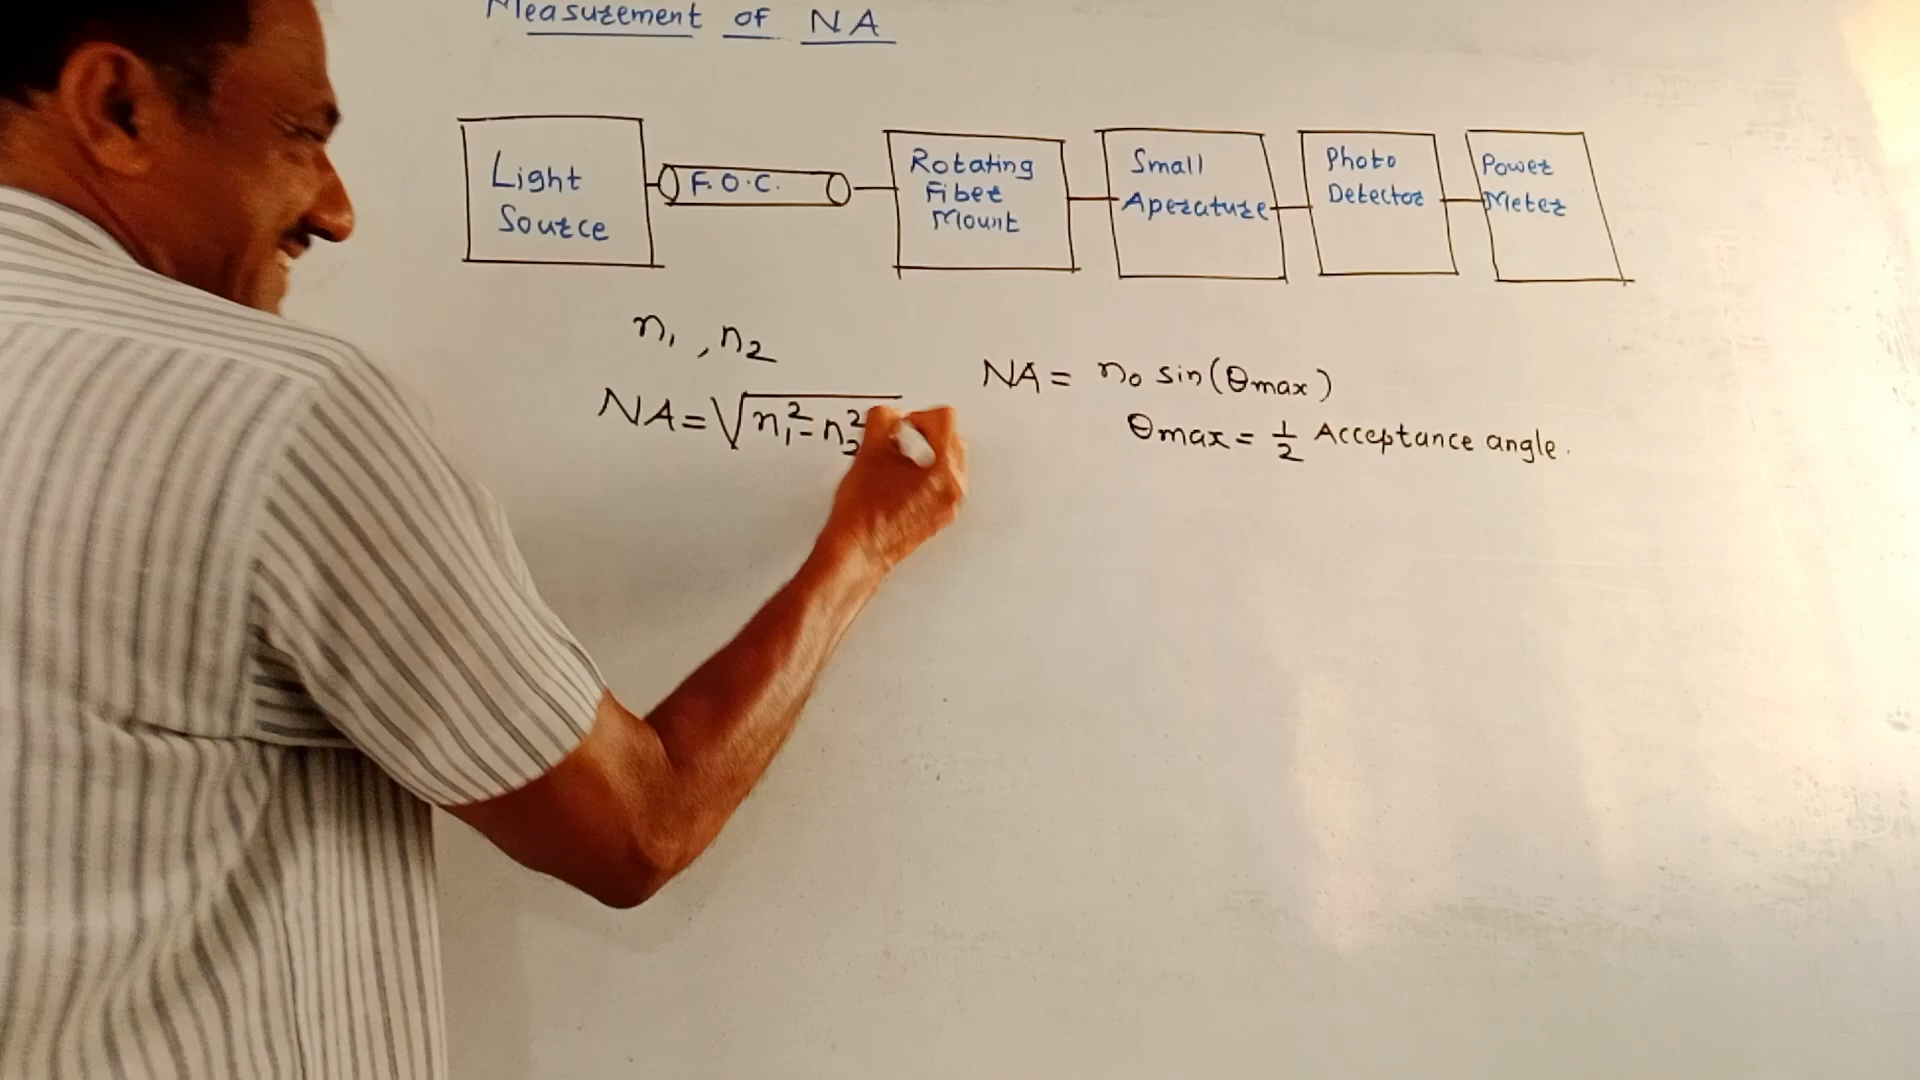 Measurement of NA
Light
Source
F.O.C.
Rotating
Fiber
Mount
Small
Aperature
Photo
Detector
Power
Meter
n₁, n₂
NA = √n₁² - n₂²
NA = n₀ sin(θmax)
θmax = 1/2 Acceptance angle.